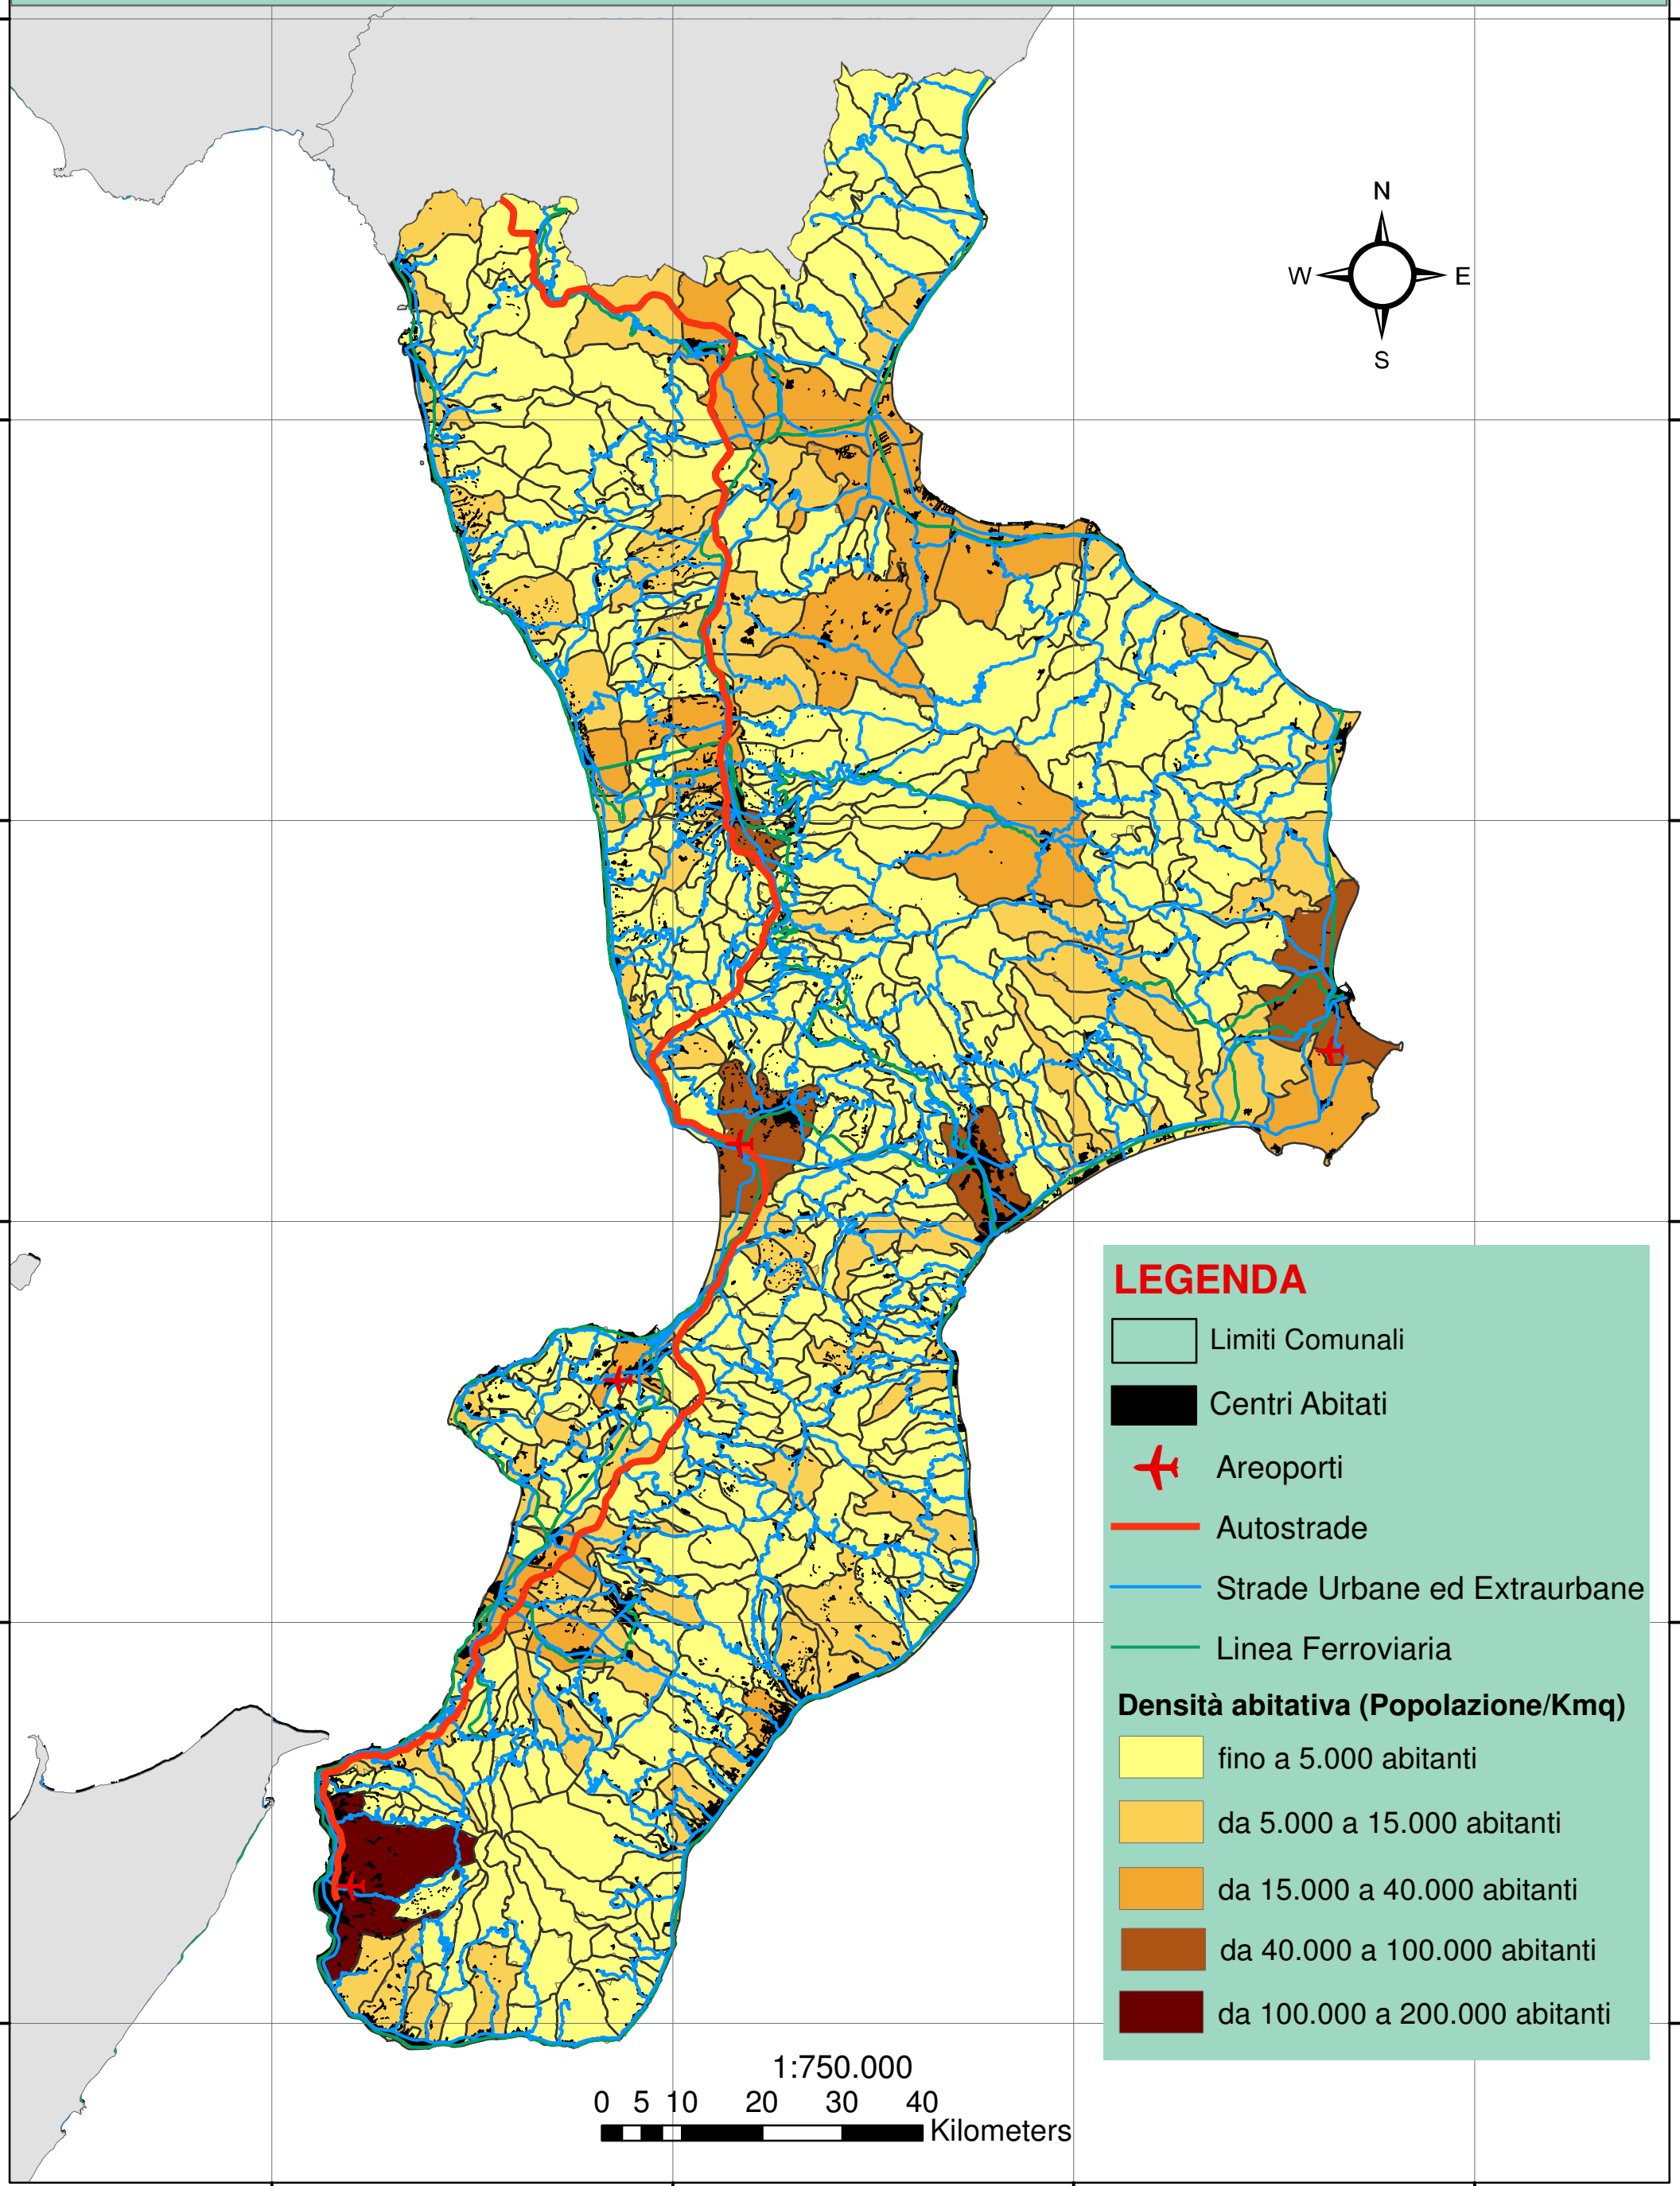 N
W E
S
LEGENDA
Limiti Comunali
Centri Abitati
Areoporti
Autostrade
Strade Urbane ed Extraurbane
Linea Ferroviaria
Densità abitativa (Popolazione/Kmq)
fino a 5.000 abitanti
da 5.000 a 15.000 abitanti
da 15.000 a 40.000 abitanti
da 40.000 a 100.000 abitanti
da 100.000 a 200.000 abitanti
1:750.000
0 5 10 20 30 40
Kilometers